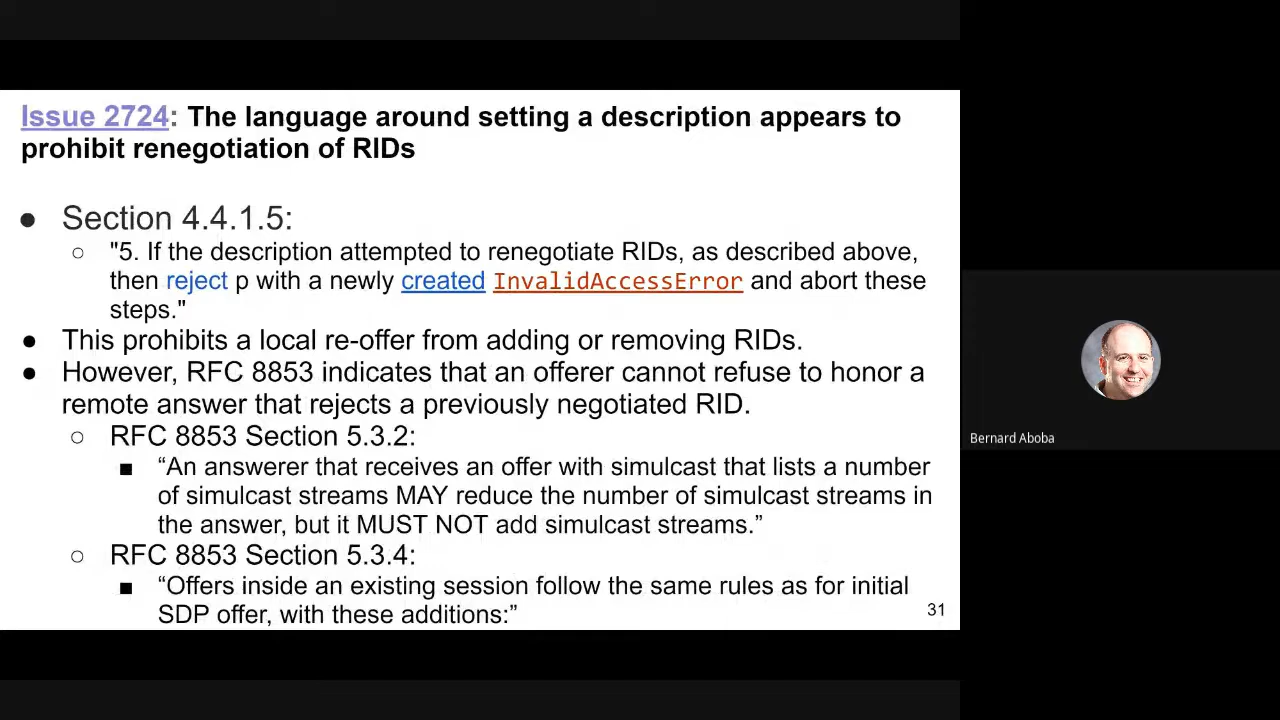 Issue 2724: The language around setting a description appears to
prohibit renegotiation of RIDs
● Section 4.4.1.5:
○ "5. If the description attempted to renegotiate RIDs, as described above,
then reject p with a newly created InvalidAccessError and abort these
steps."
● This prohibits a local re-offer from adding or removing RIDs.
● However, RFC 8853 indicates that an offerer cannot refuse to honor a
remote answer that rejects a previously negotiated RID.
○ RFC 8853 Section 5.3.2:
■ “An answerer that receives an offer with simulcast that lists a number
of simulcast streams MAY reduce the number of simulcast streams in
the answer, but it MUST NOT add simulcast streams.”
○ RFC 8853 Section 5.3.4:
■ “Offers inside an existing session follow the same rules as for initial
SDP offer, with these additions:”
31
Bernard Aboba